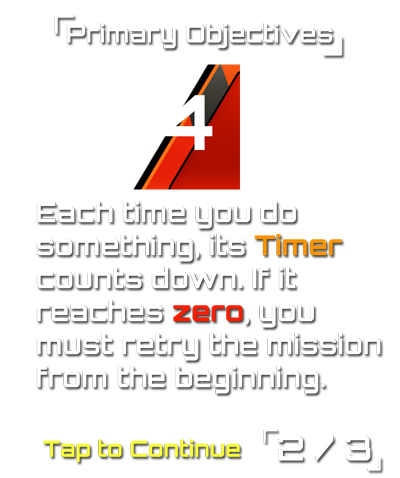 「Primary Objectives」
4
Each time you do
something, its Timer
counts down. If it
reaches zero, you
must retry the mission
from the beginning.
Tap to Continue 「2 / 3」